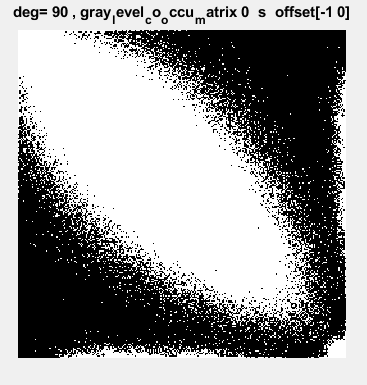 deg= 90 , gray_level_co_occu_matrix 0 s offset[-1 0]